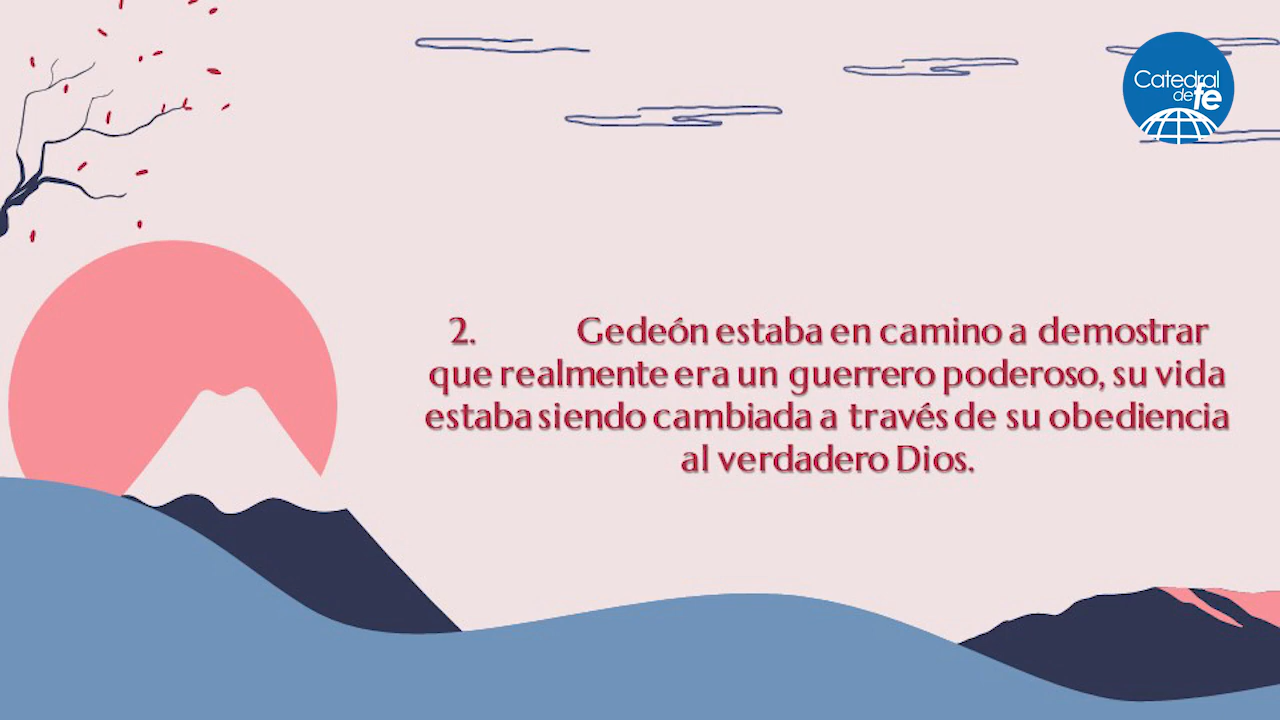 Catedral
de fe
2. Gedeón estaba en camino a demostrar
que realmente era un guerrero poderoso, su vida
estaba siendo cambiada a través de su obediencia
al verdadero Dios.